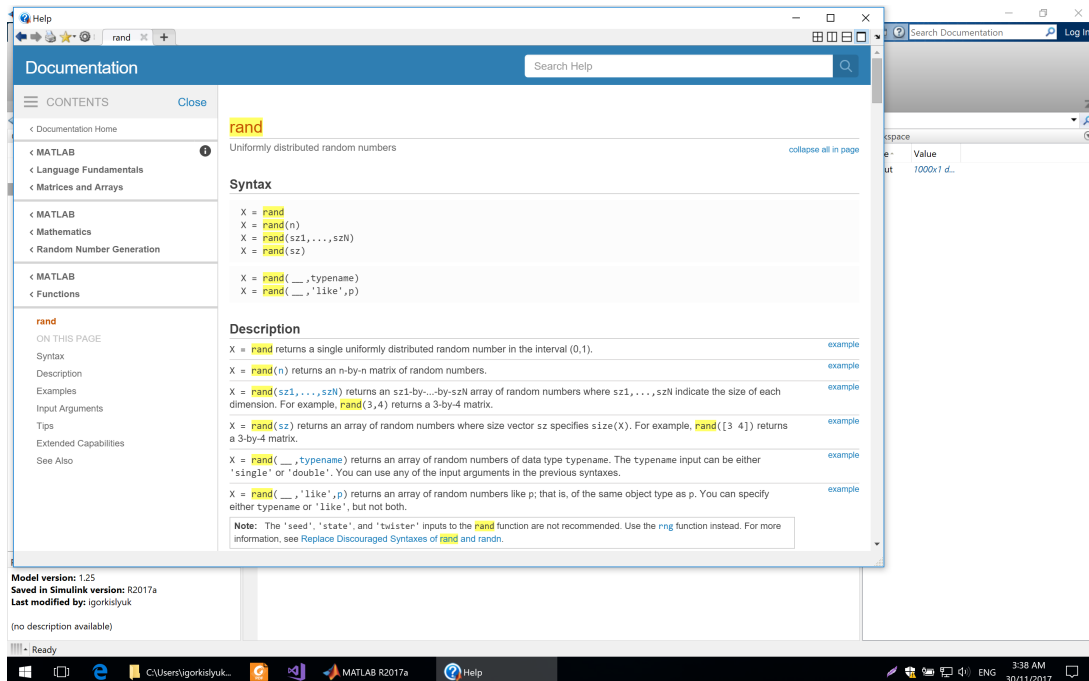 Help
rand
Search Documentation
Log In
Documentation
Search Help
CONTENTS
Close
Documentation Home
MATLAB
Language Fundamentals
Matrices and Arrays
MATLAB
Mathematics
Random Number Generation
MATLAB
Functions
rand
ON THIS PAGE
Syntax
Description
Examples
Input Arguments
Tips
Extended Capabilities
See Also
rand
Uniformly distributed random numbers
collapse all in page
Syntax
X = rand
X = rand(n)
X = rand(sz1,...,szN)
X = rand(sz)
X = rand(__,typename)
X = rand(__,'like',p)
Description
X = rand returns a single uniformly distributed random number in the interval (0,1).
example
X = rand(n) returns an n-by-n matrix of random numbers.
example
X = rand(sz1,...,szN) returns an sz1-by-...-by-szN array of random numbers where sz1,...,szN indicate the size of each
example
dimension. For example, rand(3,4) returns a 3-by-4 matrix.
X = rand(sz) returns an array of random numbers where size vector sz specifies size(X). For example, rand([3 4]) returns
example
a 3-by-4 matrix.
X = rand(__,typename) returns an array of random numbers of data type typename. The typename input can be either
example
'single' or 'double'. You can use any of the input arguments in the previous syntaxes.
X = rand(__,'like',p) returns an array of random numbers like p; that is, of the same object type as p. You can specify
example
either typename or 'like', but not both.
Note: The 'seed', 'state', and 'twister' inputs to the rand function are not recommended. Use the rng function instead. For more
information, see Replace Discouraged Syntaxes of rand and randn.
Value
1000x1 d...
Model version: 1.25
Saved in Simulink version: R2017a
Last modified by: igorkislyuk
(no description available)
Ready
C:\Users\igorkislyuk...
MATLAB R2017a
Help
ENG
3:38 AM
30/11/2017